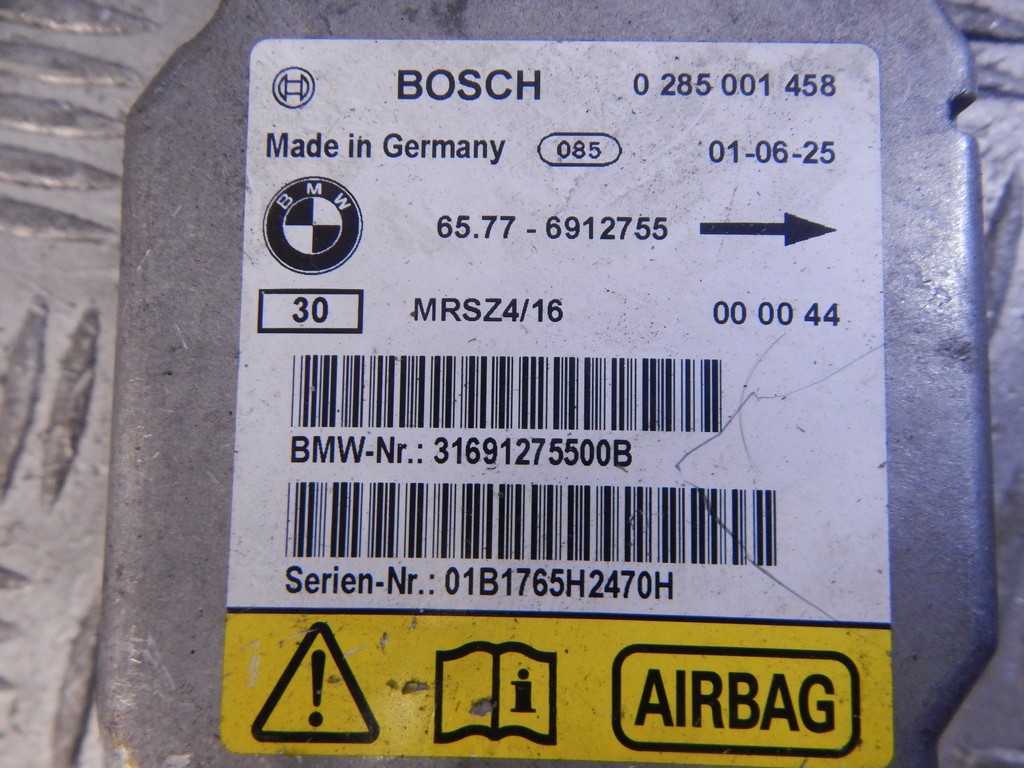 BOSCH 0 285 001 458
Made in Germany 085 01-06-25
BMW 65.77 - 6912755
30 MRSZ4/16 00 00 44
BMW-Nr.: 31691275500B
Serien-Nr.: 01B1765H2470H
! i AIRBAG